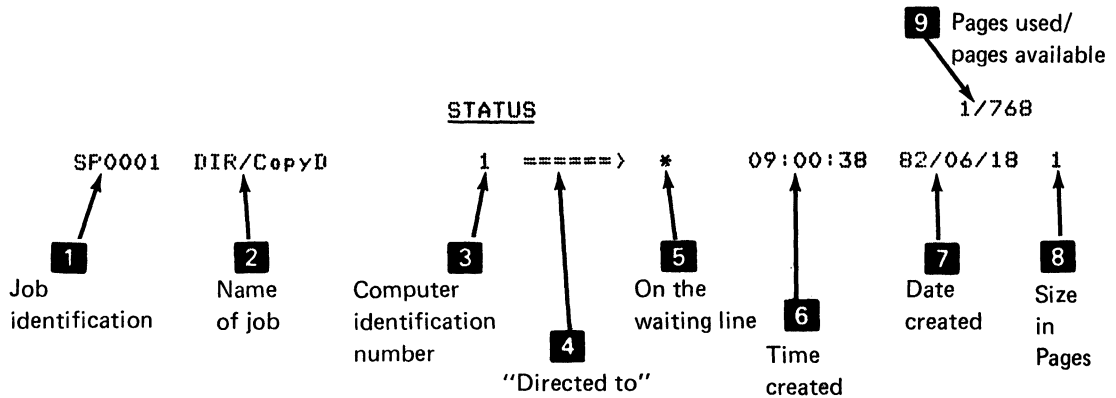 9 Pages used/
pages available
STATUS 1/768
SP0001 DIR/CopyD 1 ======> * 09:00:38 82/06/18 1
1
Job
identification
2
Name
of job
3
Computer
identification
number
4
"Directed to"
5
On the
waiting line
6
Time
created
7
Date
created
8
Size
in
Pages